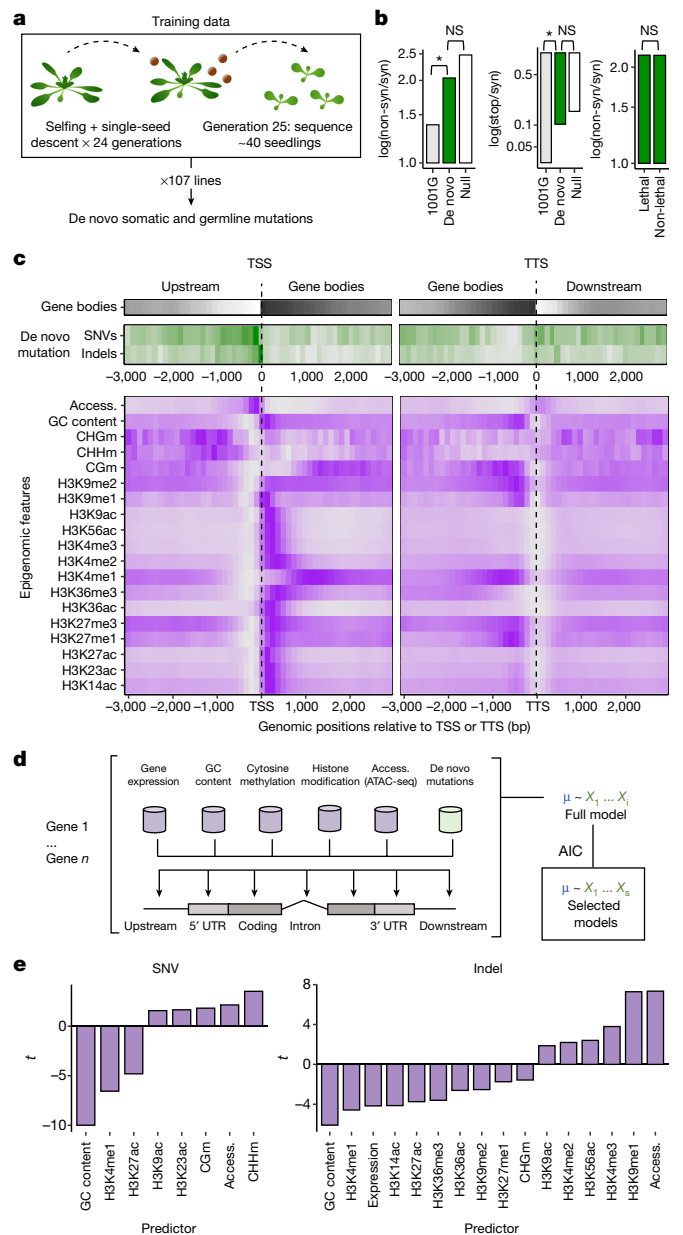 a
Training data
Selfing + single-seed
descent × 24 generations
Generation 25: sequence
~40 seedlings
×107 lines
De novo somatic and germline mutations
b
NS
*
log(non-syn/syn)
2.5
2.0
1.5
1.0
1001G
De novo
Null
* NS
log(stop/syn)
0.5
0.1
0.05
1001G
De novo
Null
NS
log(non-syn/syn)
2.0
1.5
1.0
Lethal
Non-lethal
c
TSS
TTS
Upstream
Gene bodies
Gene bodies
Downstream
Gene bodies
De novo
mutation
SNVs
Indels
−3,000 −2,000 −1,000 0 1,000 2,000
−3,000 −2,000 −1,000 0 1,000 2,000
Epigenomic features
Access.
GC content
CHGm
CHHm
CGm
H3K9me2
H3K9me1
H3K9ac
H3K56ac
H3K4me3
H3K4me2
H3K4me1
H3K36me3
H3K36ac
H3K27me3
H3K27me1
H3K27ac
H3K23ac
H3K14ac
−3,000 −2,000 −1,000 TSS 1,000 2,000
−3,000 −2,000 −1,000 TTS 1,000 2,000
Genomic positions relative to TSS or TTS (bp)
d
Gene
expression
GC
content
Cytosine
methylation
Histone
modification
Access.
(ATAC-seq)
De novo
mutations
Gene 1
...
Gene n
Upstream
5′ UTR
Coding
Intron
3′ UTR
Downstream
μ ~ X1 ... Xi
Full model
AIC
μ ~ X1 ... Xs
Selected
models
e
SNV
t
0
−5
−10
GC content
H3K4me1
H3K27ac
H3K9ac
H3K23ac
CGm
Access.
CHHm
Predictor
Indel
t
8
4
0
−4
GC content
H3K4me1
Expression
H3K14ac
H3K27ac
H3K36me3
H3K36ac
H3K9me2
H3K27me1
CHGm
H3K9ac
H3K4me2
H3K56ac
H3K4me3
H3K9me1
Access.
Predictor